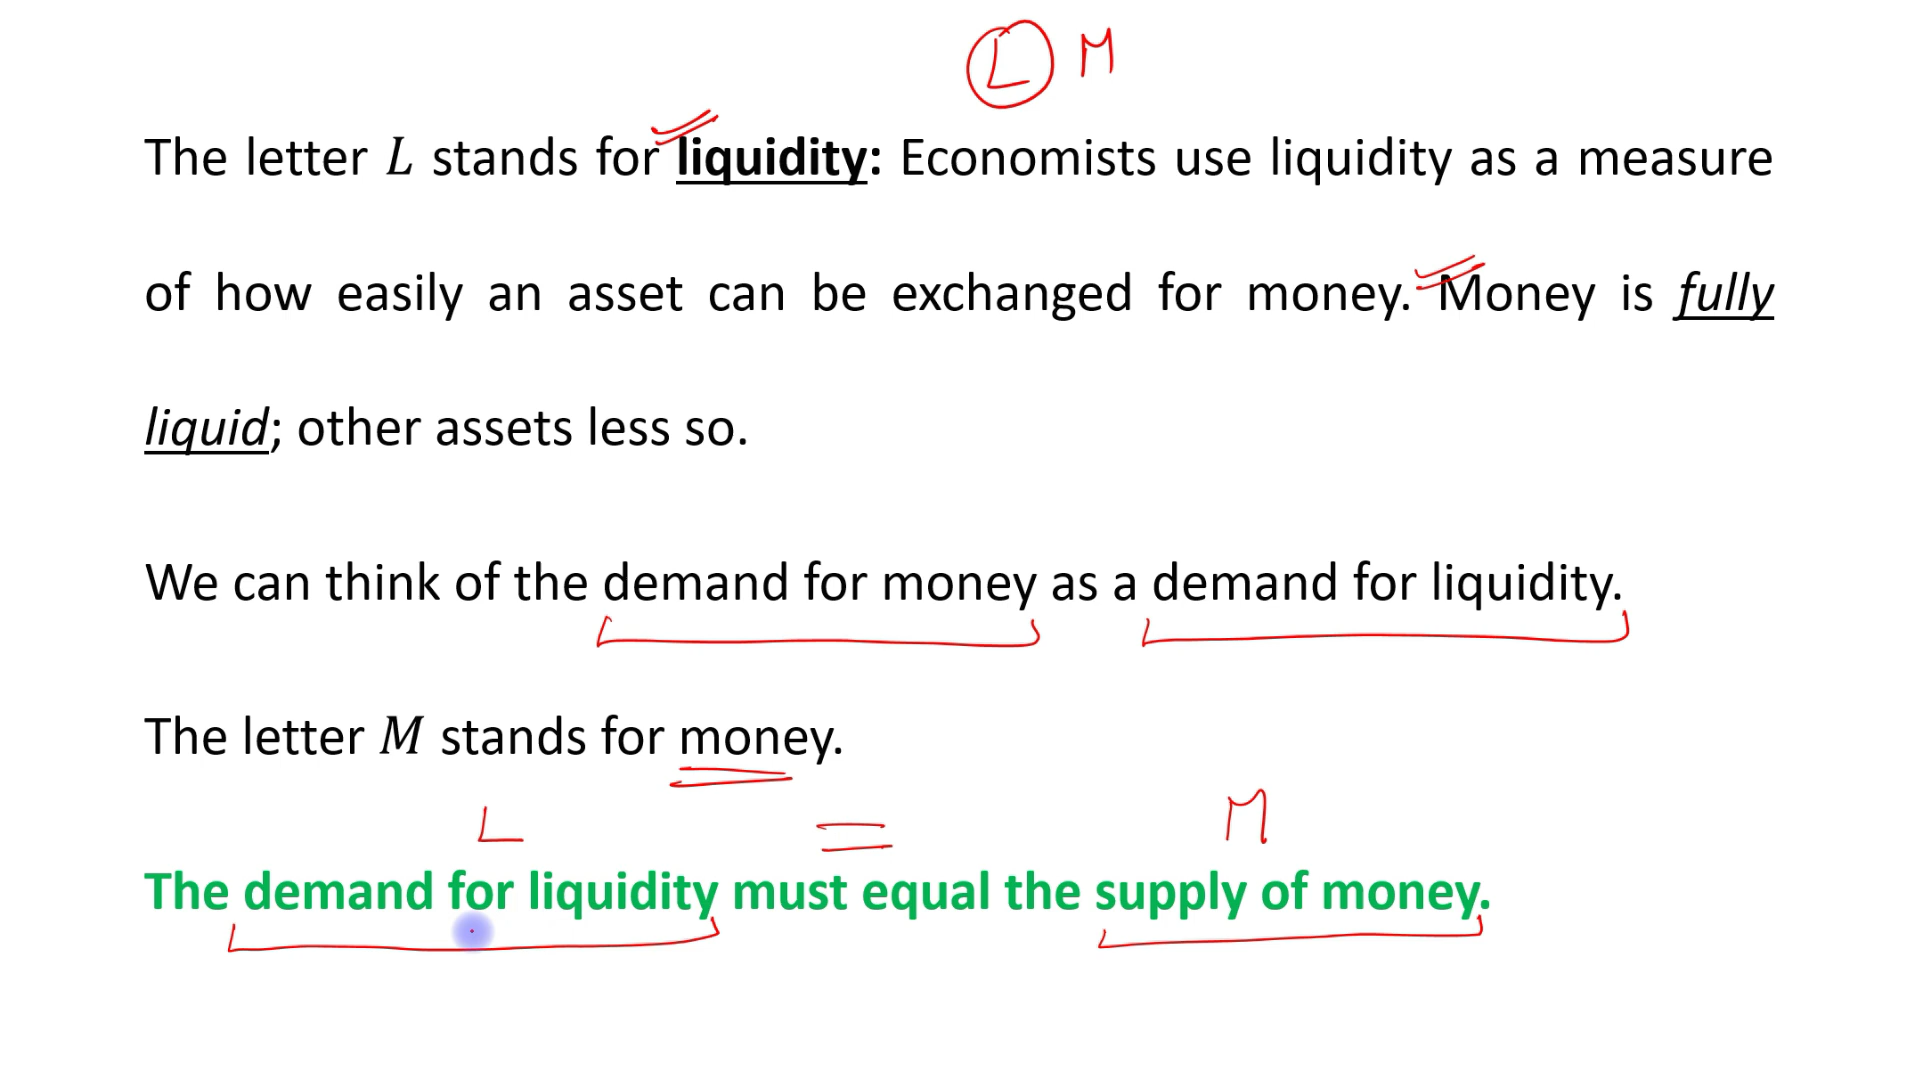 L M
The letter L stands for liquidity: Economists use liquidity as a measure
of how easily an asset can be exchanged for money. Money is fully
liquid; other assets less so.
We can think of the demand for money as a demand for liquidity.
The letter M stands for money.
L = M
The demand for liquidity must equal the supply of money.